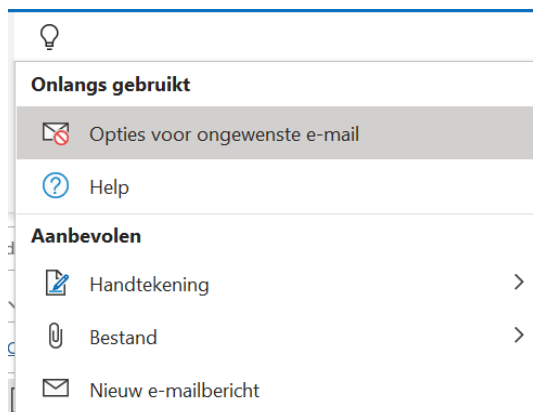 Onlangs gebruikt
Opties voor ongewenste e-mail
Help
Aanbevolen
Handtekening
Bestand
Nieuw e-mailbericht